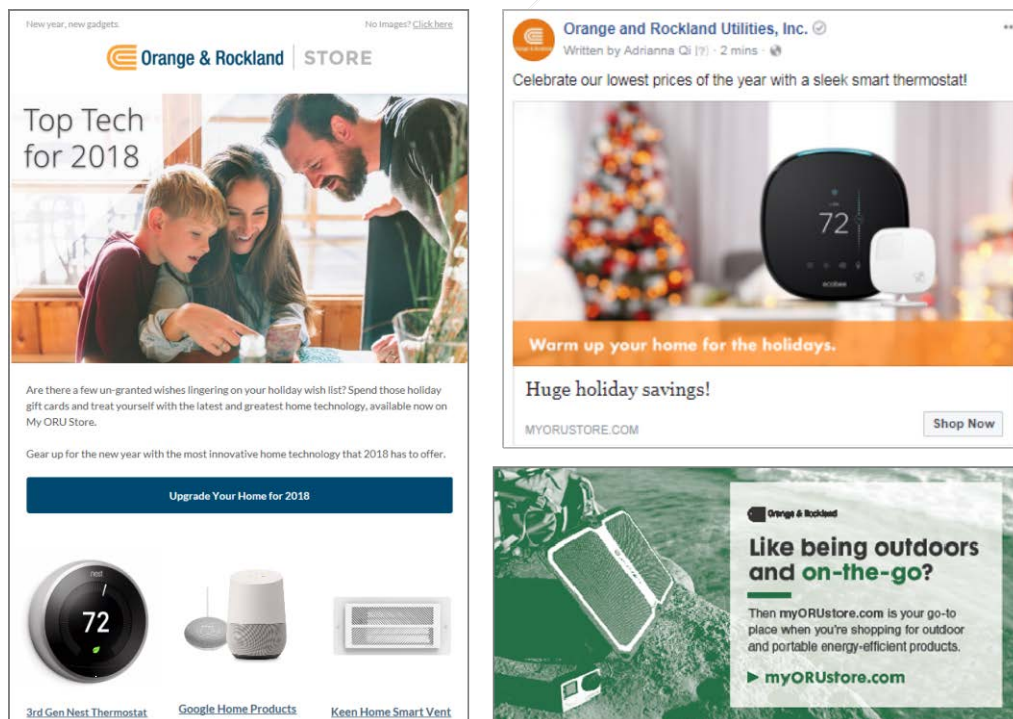 New year, new gadgets.
No Images? Click here
Orange & Rockland STORE
Top Tech
for 2018
Are there a few un-granted wishes lingering on your holiday wish list? Spend those holiday
gift cards and treat yourself with the latest and greatest home technology, available now on
My ORU Store.
Gear up for the new year with the most innovative home technology that 2018 has to offer.
Upgrade Your Home for 2018
nest
72
3rd Gen Nest Thermostat
Google Home Products
Keen Home Smart Vent
Orange and Rockland Utilities, Inc.
Written by Adrianna Qi [?] · 2 mins ·
Celebrate our lowest prices of the year with a sleek smart thermostat!
72
ecobee
Warm up your home for the holidays.
Huge holiday savings!
MYORUSTORE.COM
Shop Now
Orange & Rockland
Like being outdoors
and on-the-go?
Then myORUstore.com is your go-to
place when you're shopping for outdoor
and portable energy-efficient products.
myORUstore.com